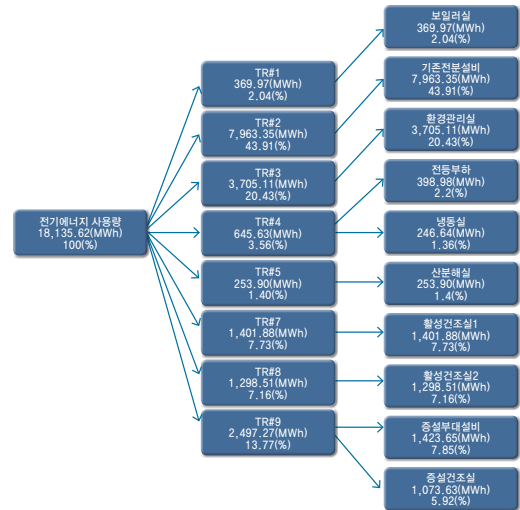 전기에너지 사용량
18,135.62(MWh)
100(%)
TR#1
369.97(MWh)
2.04(%)
TR#2
7,963.35(MWh)
43.91(%)
TR#3
3,705.11(MWh)
20.43(%)
TR#4
645.63(MWh)
3.56(%)
TR#5
253.90(MWh)
1.40(%)
TR#7
1,401.88(MWh)
7.73(%)
TR#8
1,298.51(MWh)
7.16(%)
TR#9
2,497.27(MWh)
13.77(%)
보일러실
369.97(MWh)
2.04(%)
기존전분설비
7,963.35(MWh)
43.91(%)
환경관리실
3,705.11(MWh)
20.43(%)
전등부하
398.98(MWh)
2.2(%)
냉동실
246.64(MWh)
1.36(%)
산분해실
253.90(MWh)
1.4(%)
활성건조실1
1,401.88(MWh)
7.73(%)
활성건조실2
1,298.51(MWh)
7.16(%)
증설부대설비
1,423.65(MWh)
7.85(%)
증설건조실
1,073.63(MWh)
5.92(%)